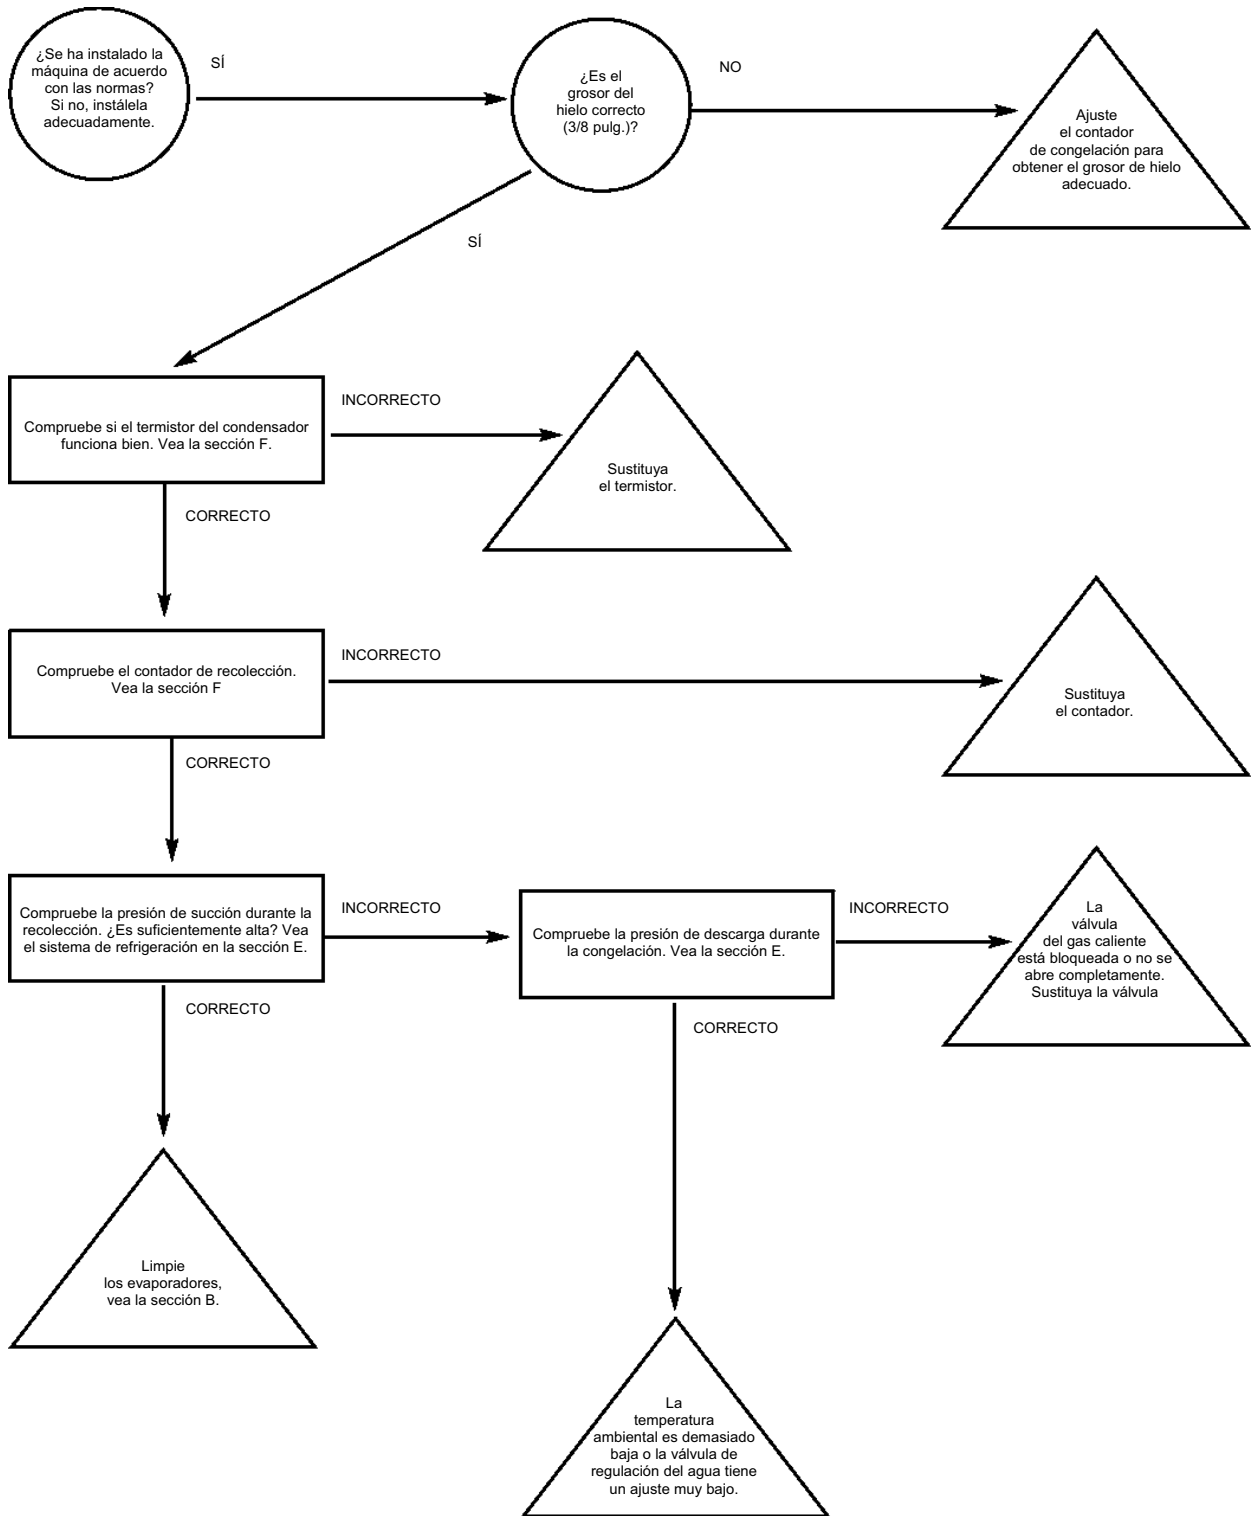 ¿Se ha instalado la
máquina de acuerdo
con las normas?
Si no, instálela
adecuadamente.
SÍ
¿Es el
grosor del
hielo correcto
(3/8 pulg.)?
NO
Ajuste
el contador
de congelación para
obtener el grosor de hielo
adecuado.
SÍ
Compruebe si el termistor del condensador
funciona bien. Vea la sección F.
INCORRECTO
Sustituya
el termistor.
CORRECTO
Compruebe el contador de recolección.
Vea la sección F
INCORRECTO
Sustituya
el contador.
CORRECTO
Compruebe la presión de succión durante la
recolección. ¿Es suficientemente alta? Vea
el sistema de refrigeración en la sección E.
INCORRECTO
Compruebe la presión de descarga durante
la congelación. Vea la sección E.
INCORRECTO
La
válvula
del gas caliente
está bloqueada o no se
abre completamente.
Sustituya la válvula
CORRECTO
CORRECTO
Limpie
los evaporadores,
vea la sección B.
La
temperatura
ambiental es demasiado
baja o la válvula de
regulación del agua tiene
un ajuste muy bajo.